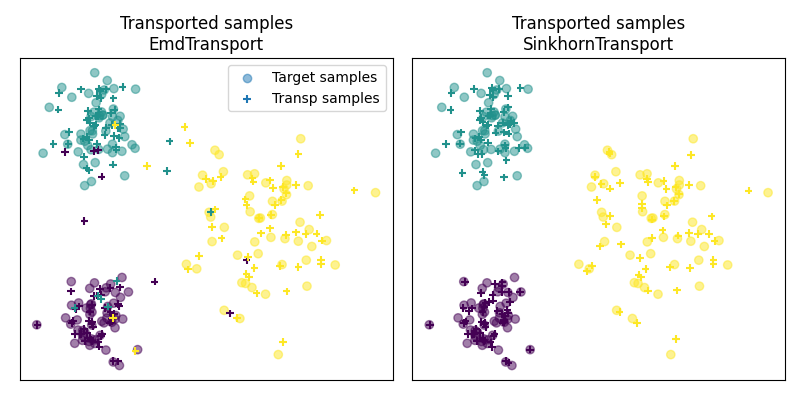 Transported samples
EmdTransport
Target samples
Transp samples
Transported samples
SinkhornTransport